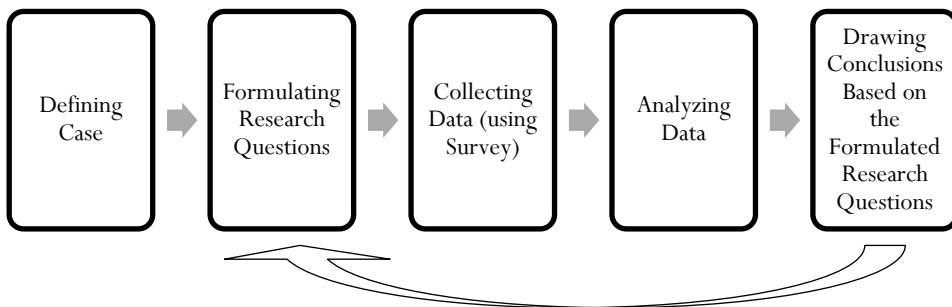 Defining
Case
Formulating
Research
Questions
Collecting
Data (using
Survey)
Analyzing
Data
Drawing
Conclusions
Based on
the
Formulated
Research
Questions